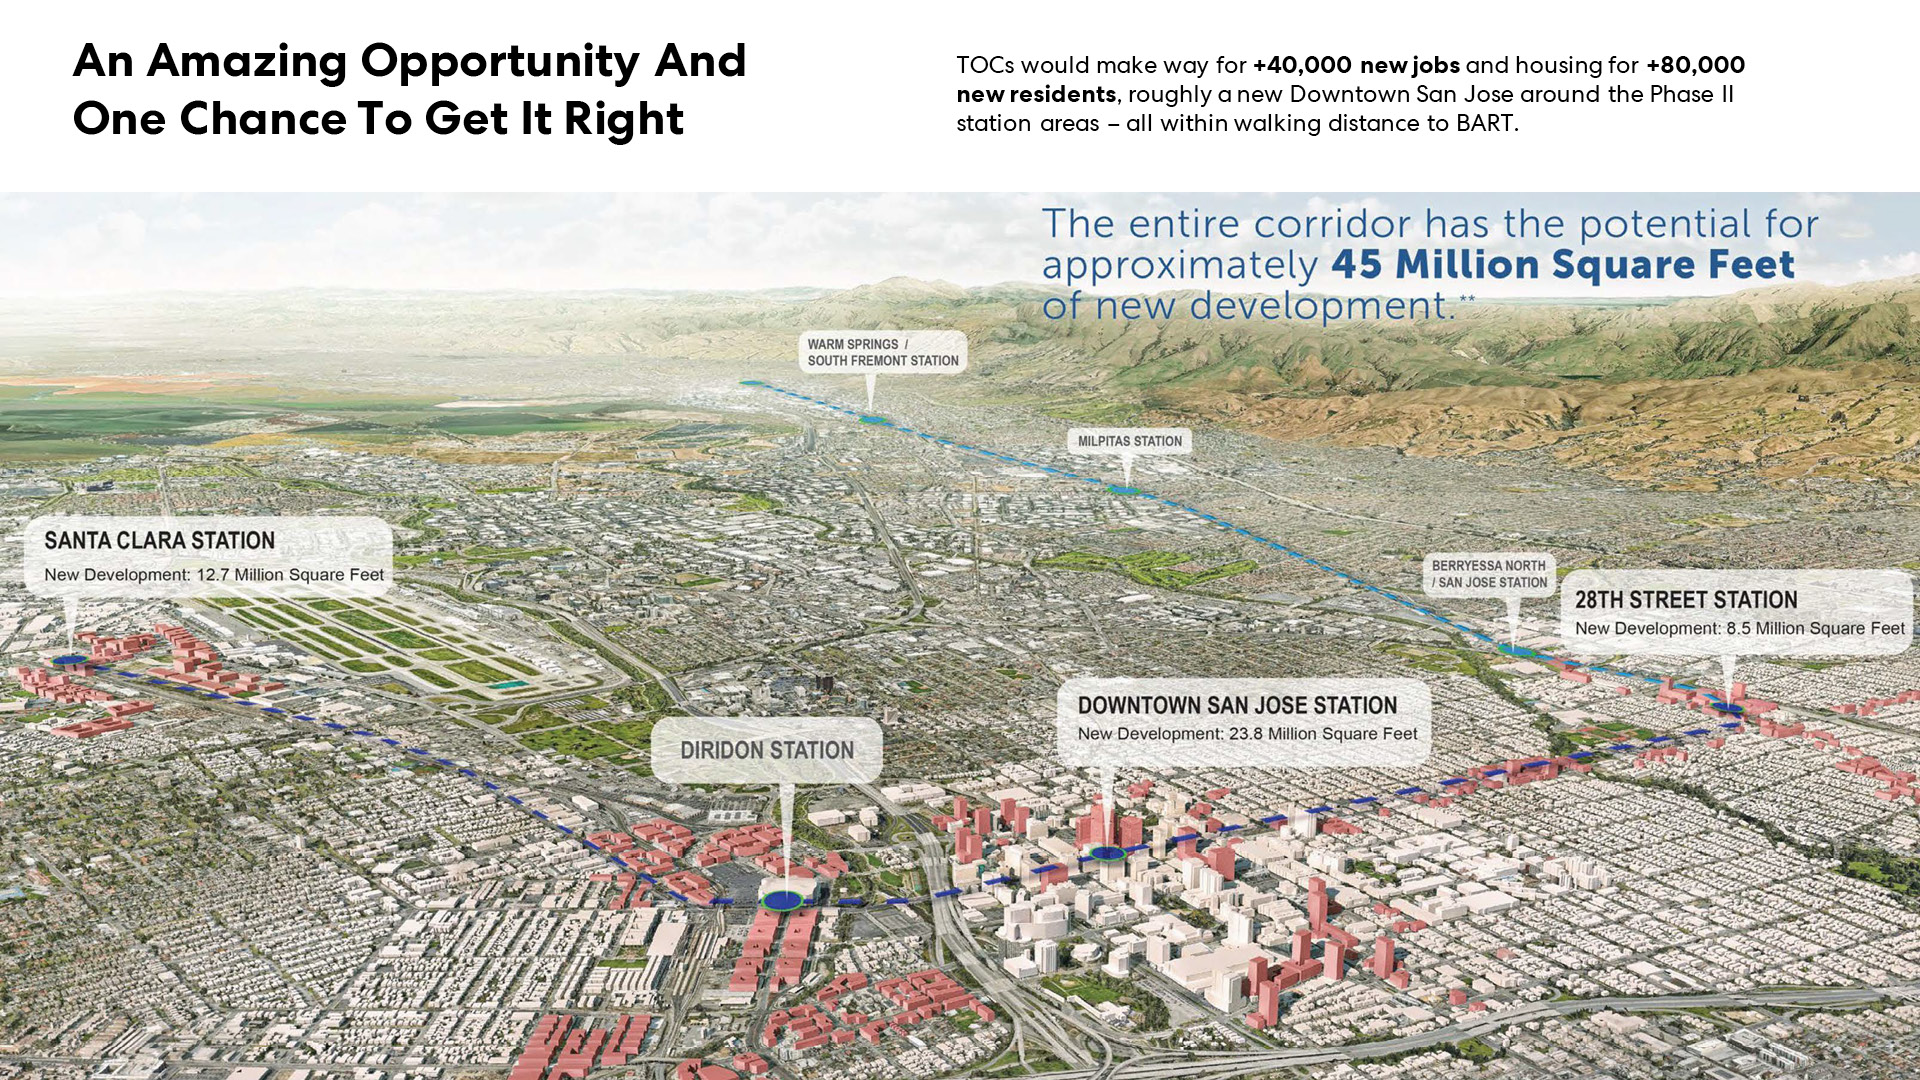 An Amazing Opportunity And
One Chance To Get It Right
TOCs would make way for +40,000 new jobs and housing for +80,000
new residents, roughly a new Downtown San Jose around the Phase II
station areas – all within walking distance to BART.
The entire corridor has the potential for
approximately 45 Million Square Feet
of new development.**
WARM SPRINGS /
SOUTH FREMONT STATION
MILPITAS STATION
SANTA CLARA STATION
New Development: 12.7 Million Square Feet
BERRYESSA NORTH
/ SAN JOSE STATION
28TH STREET STATION
New Development: 8.5 Million Square Feet
DOWNTOWN SAN JOSE STATION
New Development: 23.8 Million Square Feet
DIRIDON STATION